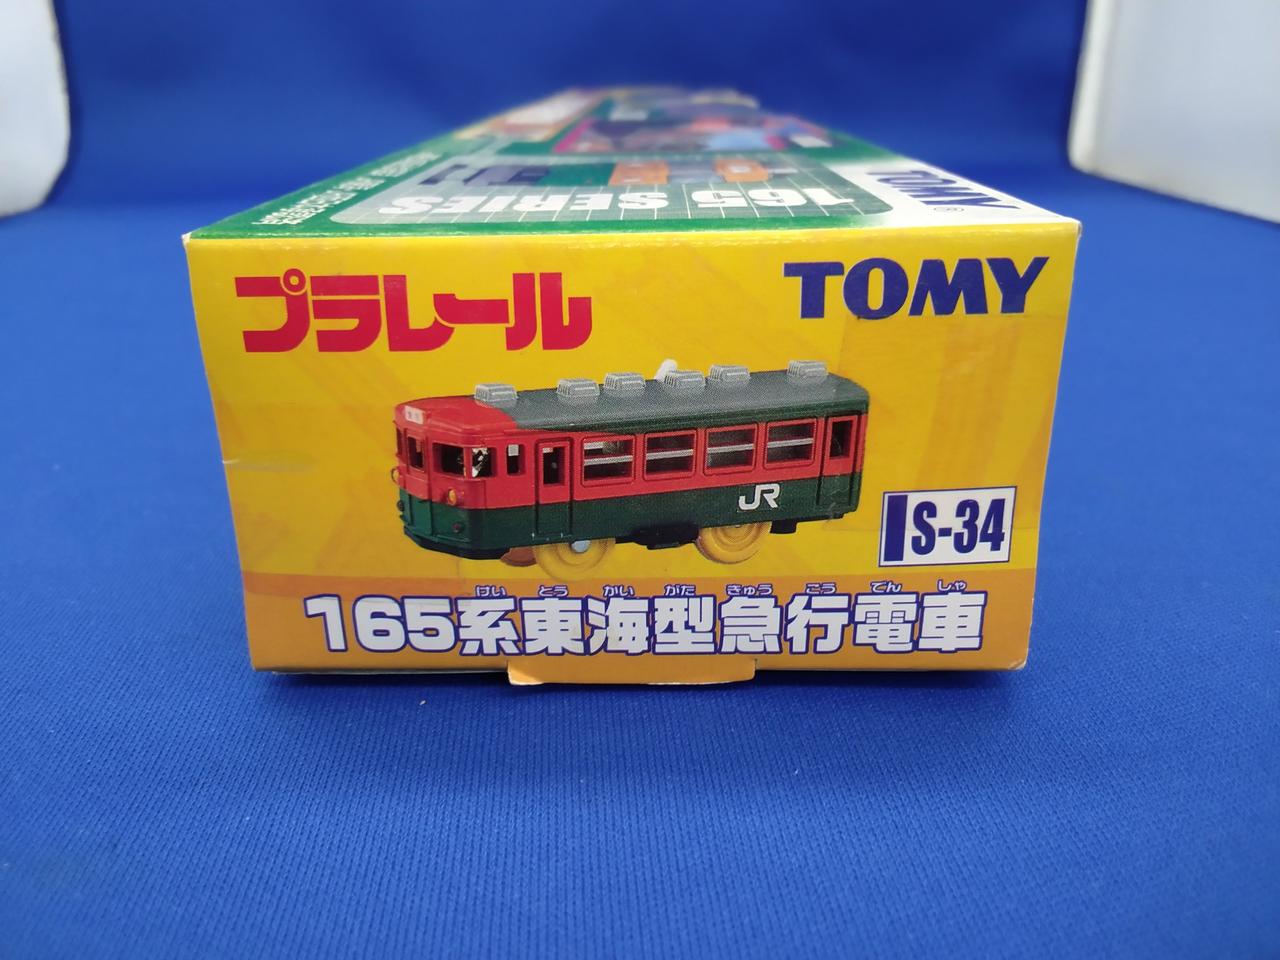 165 SERIES
TOMY®
プラレール
TOMY
JR
S-34
けい とう かい がた きゅう こう でん しゃ
165系東海型急行電車